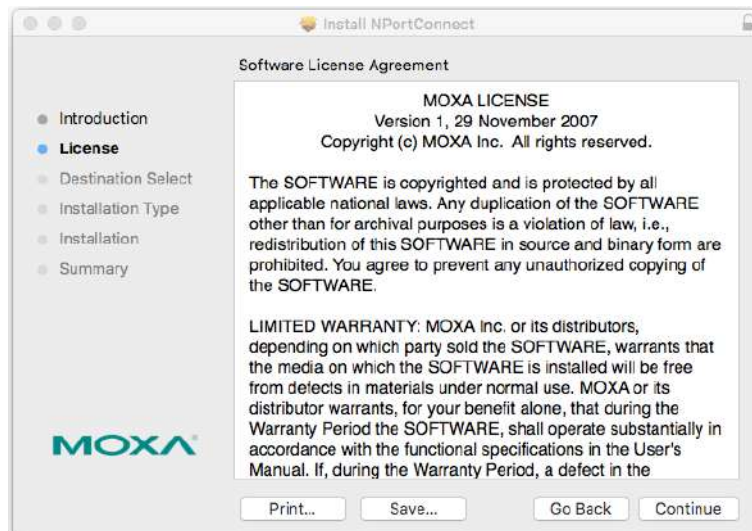 Install NPortConnect
Software License Agreement
Introduction
License
Destination Select
Installation Type
Installation
Summary
MOXA LICENSE
Version 1, 29 November 2007
Copyright (c) MOXA Inc. All rights reserved.
The SOFTWARE is copyrighted and is protected by all
applicable national laws. Any duplication of the SOFTWARE
other than for archival purposes is a violation of law, i.e.,
redistribution of this SOFTWARE in source and binary form are
prohibited. You agree to prevent any unauthorized copying of
the SOFTWARE.
LIMITED WARRANTY: MOXA Inc. or its distributors,
depending on which party sold the SOFTWARE, warrants that
the media on which the SOFTWARE is installed will be free
from defects in materials under normal use. MOXA or its
distributor warrants, for your benefit alone, that during the
Warranty Period the SOFTWARE, shall operate substantially in
accordance with the functional specifications in the User's
Manual. If, during the Warranty Period, a defect in the
MOXA®
Print...
Save...
Go Back
Continue